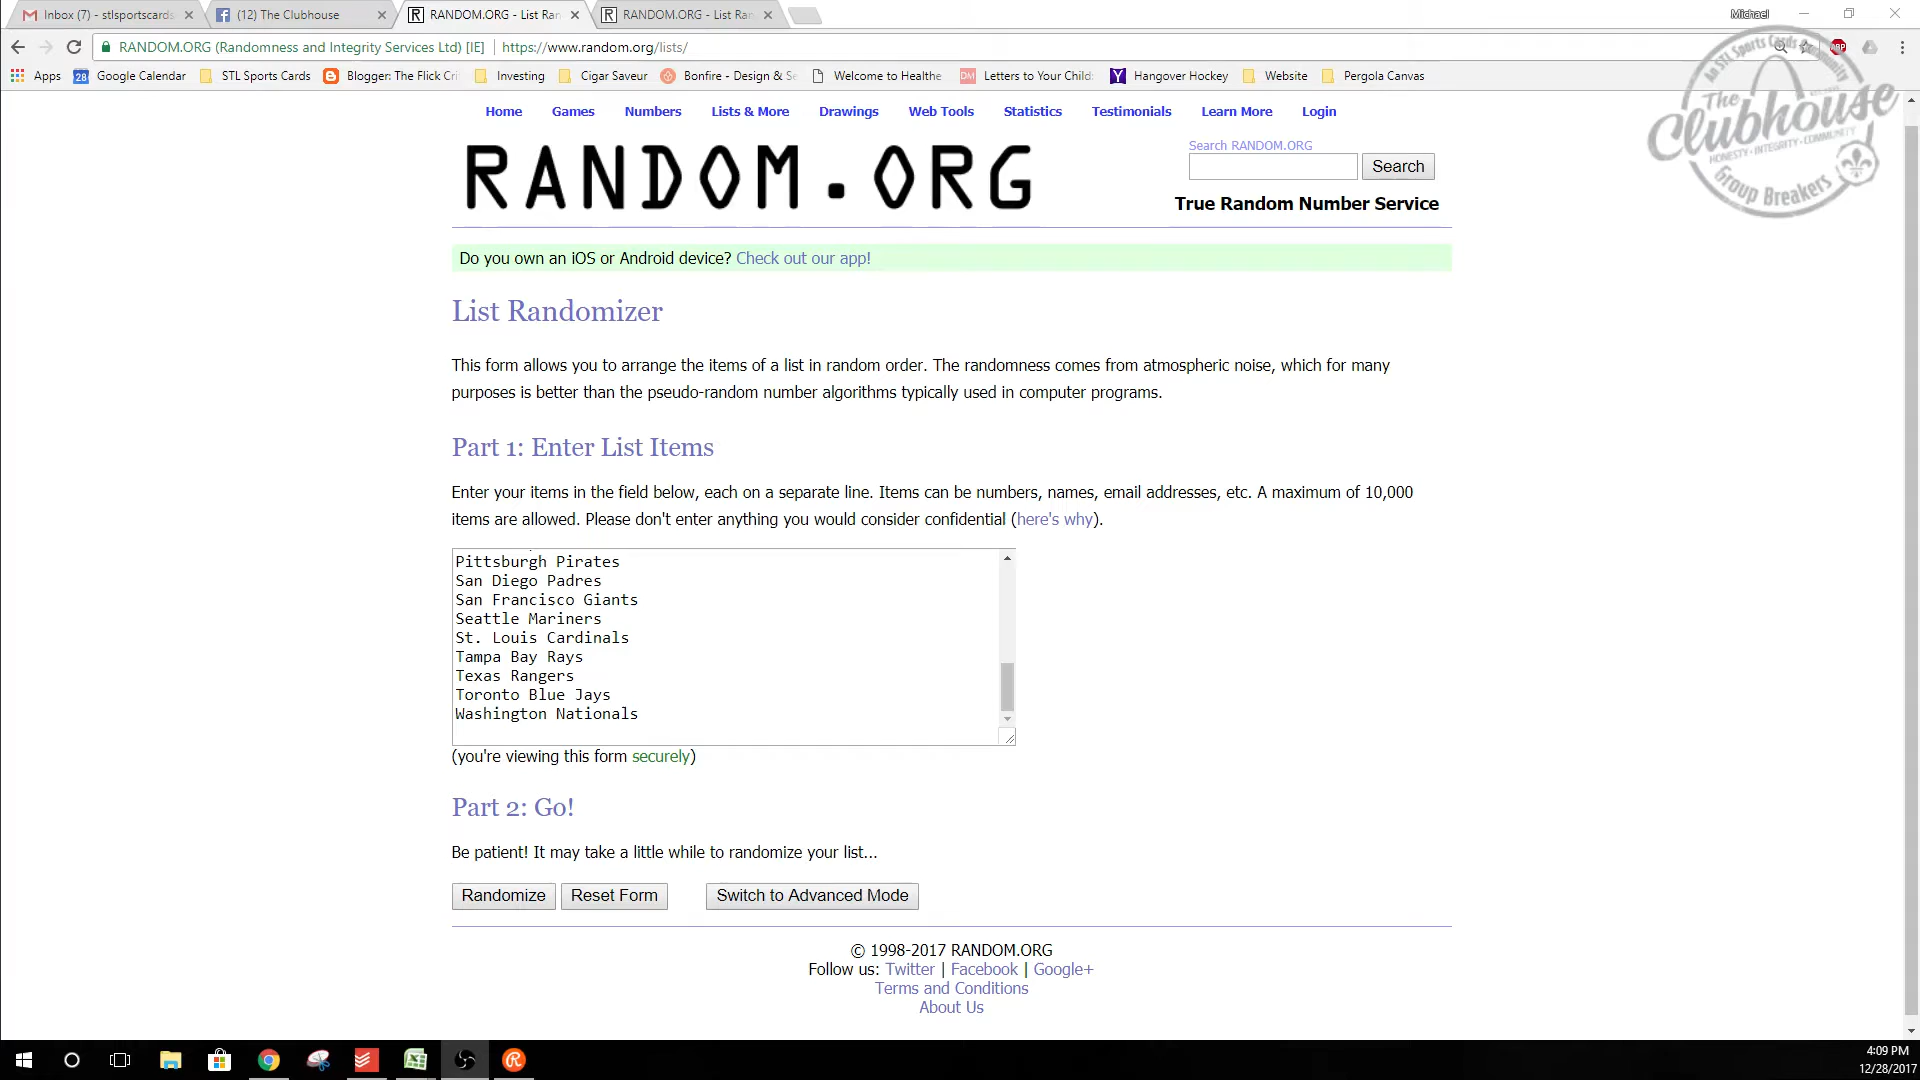 Inbox (7) - stlsportscards
(12) The Clubhouse
RANDOM.ORG - List Ran
RANDOM.ORG - List Ran
Michael
RANDOM.ORG (Randomness and Integrity Services Ltd) [IE]
https://www.random.org/lists/
ABP
Apps
28
Google Calendar
STL Sports Cards
Blogger: The Flick Cri
Investing
Cigar Saveur
Bonfire - Design & Se
Welcome to Healthe
DM
Letters to Your Childr
Hangover Hockey
Website
Pergola Canvas
An STL Sports Cards Community
The
Clubhouse
HONESTY · INTEGRITY · COMMUNITY
Group Breakers
Home
Games
Numbers
Lists & More
Drawings
Web Tools
Statistics
Testimonials
Learn More
Login
RANDOM.ORG
Search RANDOM.ORG
Search
True Random Number Service
Do you own an iOS or Android device? Check out our app!
List Randomizer
This form allows you to arrange the items of a list in random order. The randomness comes from atmospheric noise, which for many
purposes is better than the pseudo-random number algorithms typically used in computer programs.
Part 1: Enter List Items
Enter your items in the field below, each on a separate line. Items can be numbers, names, email addresses, etc. A maximum of 10,000
items are allowed. Please don't enter anything you would consider confidential (here's why).
Pittsburgh Pirates
San Diego Padres
San Francisco Giants
Seattle Mariners
St. Louis Cardinals
Tampa Bay Rays
Texas Rangers
Toronto Blue Jays
Washington Nationals
(you're viewing this form securely)
Part 2: Go!
Be patient! It may take a little while to randomize your list...
Randomize
Reset Form
Switch to Advanced Mode
© 1998-2017 RANDOM.ORG
Follow us: Twitter | Facebook | Google+
Terms and Conditions
About Us
4:09 PM
12/28/2017